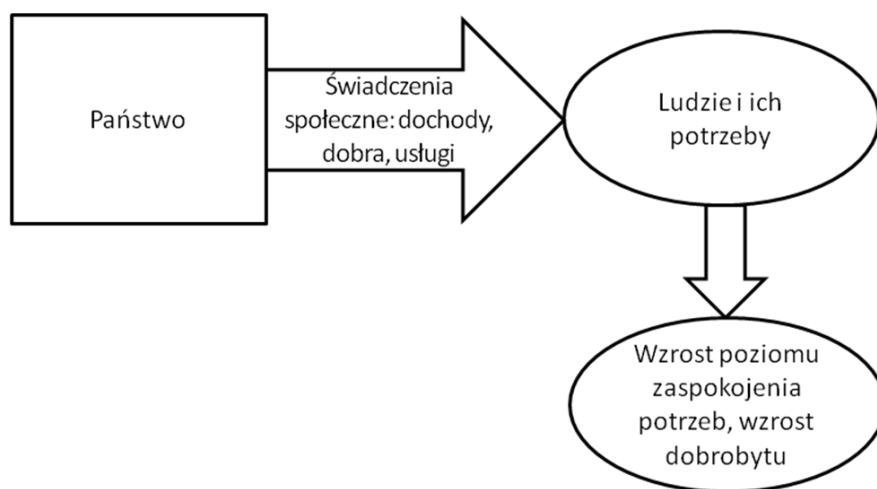 Państwo
Świadczenia
społeczne: dochody,
dobra, usługi
Ludzie i ich
potrzeby
Wzrost poziomu
zaspokojenia
potrzeb, wzrost
dobrobytu